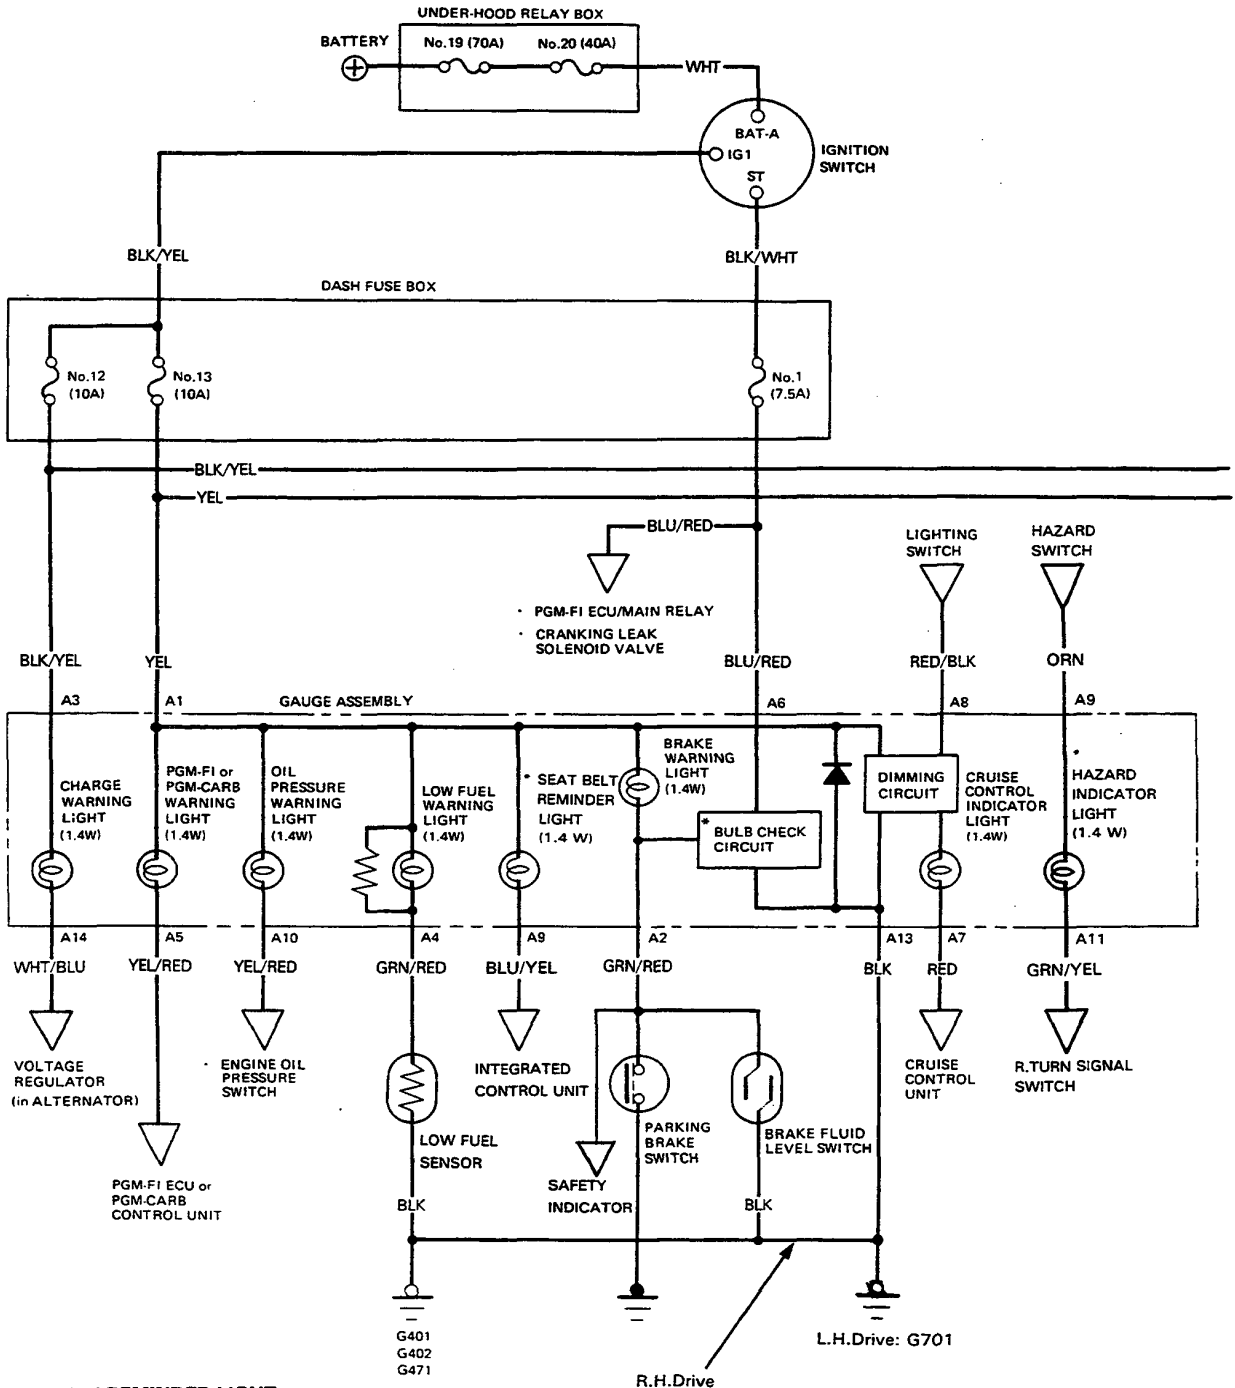 UNDER-HOOD RELAY BOX
BATTERY
No.19 (70A)
No.20 (40A)
WHT
BAT-A
IG1
ST
IGNITION
SWITCH
BLK/YEL
BLK/WHT
DASH FUSE BOX
No.12
(10A)
No.13
(10A)
No.1
(7.5A)
BLK/YEL
YEL
BLU/RED
LIGHTING
SWITCH
HAZARD
SWITCH
· PGM-FI ECU/MAIN RELAY
· CRANKING LEAK
SOLENOID VALVE
BLK/YEL
YEL
BLU/RED
RED/BLK
ORN
A3
A1
GAUGE ASSEMBLY
A6
A8
A9
CHARGE
WARNING
LIGHT
(1.4W)
PGM-FI or
PGM-CARB
WARNING
LIGHT
(1.4W)
OIL
PRESSURE
WARNING
LIGHT
(1.4W)
LOW FUEL
WARNING
LIGHT
(1.4W)
SEAT BELT
REMINDER
LIGHT
(1.4 W)
BRAKE
WARNING
LIGHT
(1.4W)
* BULB CHECK
CIRCUIT
DIMMING
CIRCUIT
CRUISE
CONTROL
INDICATOR
LIGHT
(1.4W)
HAZARD
INDICATOR
LIGHT
(1.4 W)
A14
A5
A10
A4
A9
A2
A13
A7
A11
WHT/BLU
YEL/RED
YEL/RED
GRN/RED
BLU/YEL
GRN/RED
BLK
RED
GRN/YEL
VOLTAGE
REGULATOR
(in ALTERNATOR)
ENGINE OIL
PRESSURE
SWITCH
INTEGRATED
CONTROL UNIT
CRUISE
CONTROL
UNIT
R.TURN SIGNAL
SWITCH
LOW FUEL
SENSOR
PARKING
BRAKE
SWITCH
BRAKE FLUID
LEVEL SWITCH
PGM-FI ECU or
PGM-CARB
CONTROL UNIT
SAFETY
INDICATOR
BLK
BLK
G401
G402
G471
L.H.Drive: G701
R.H.Drive